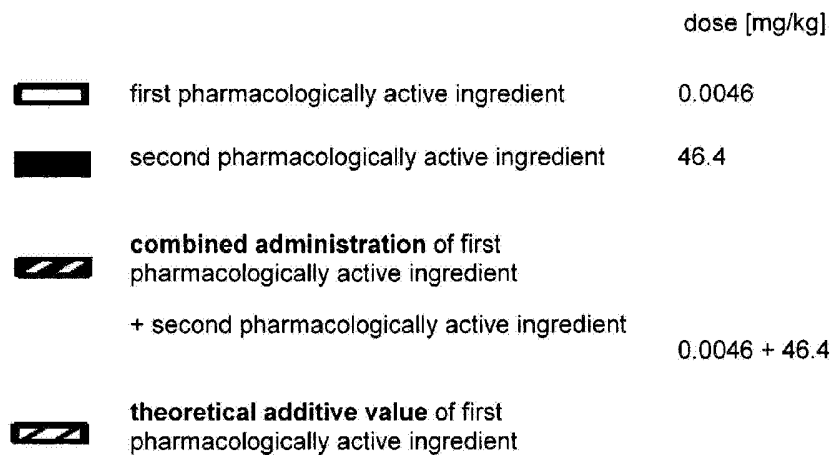 dose [mg/kg]
first pharmacologically active ingredient 0.0046
second pharmacologically active ingredient 46.4
combined administration of first
pharmacologically active ingredient
+ second pharmacologically active ingredient
0.0046 + 46.4
theoretical additive value of first
pharmacologically active ingredient